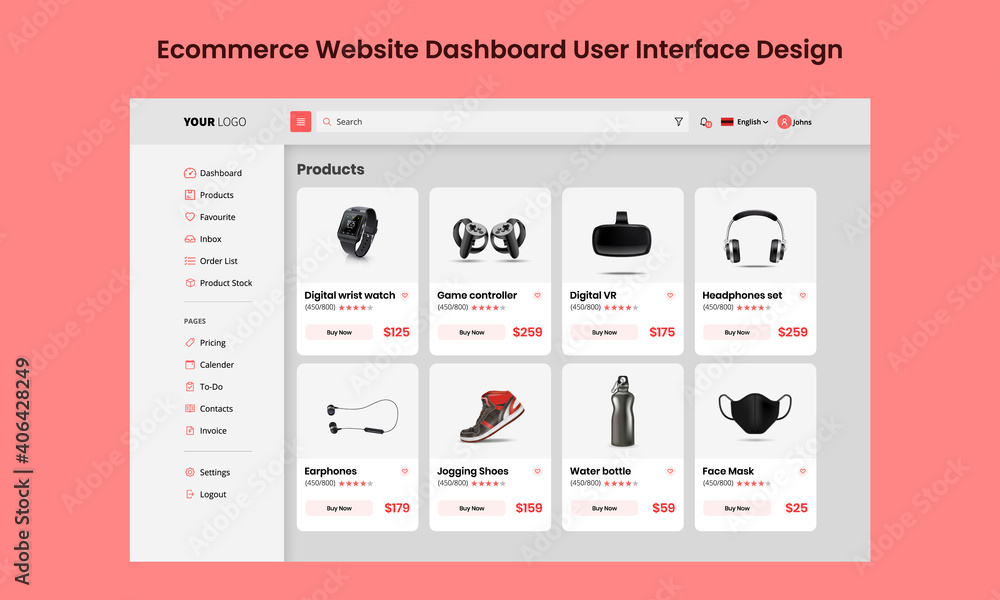 Ecommerce Website Dashboard User Interface Design
YOUR LOGO
Search
English
Johns
Dashboard
Products
Favourite
Inbox
Order List
Product Stock
PAGES
Pricing
Calender
To-Do
Contacts
Invoice
Settings
Logout
Products
Digital wrist watch
(450/800)
Buy Now $125
Game controller
(450/800)
Buy Now $259
Digital VR
(450/800)
Buy Now $175
Headphones set
(450/800)
Buy Now $259
Earphones
(450/800)
Buy Now $179
Jogging Shoes
(450/800)
Buy Now $159
Water bottle
(450/800)
Buy Now $59
Face Mask
(450/800)
Buy Now $25
Adobe Stock | #406428249
Adobe Stock